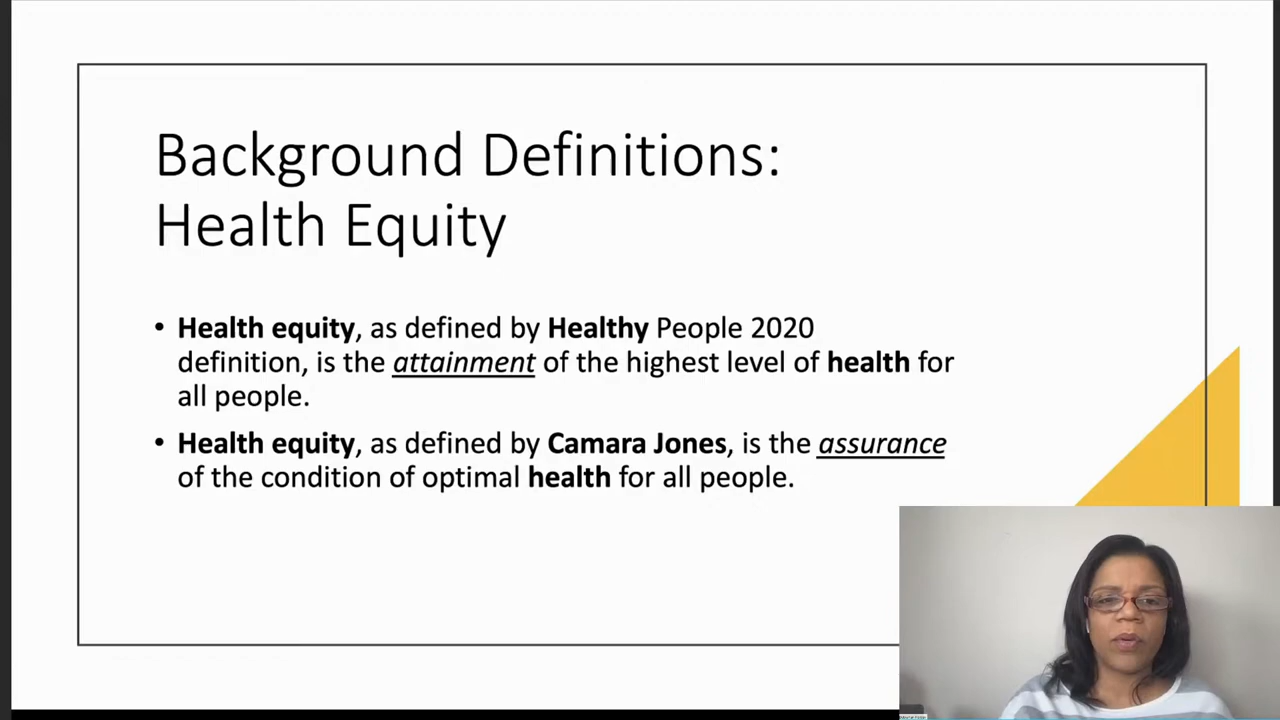 Background Definitions:
Health Equity
• Health equity, as defined by Healthy People 2020
definition, is the attainment of the highest level of health for
all people.
• Health equity, as defined by Camara Jones, is the assurance
of the condition of optimal health for all people.